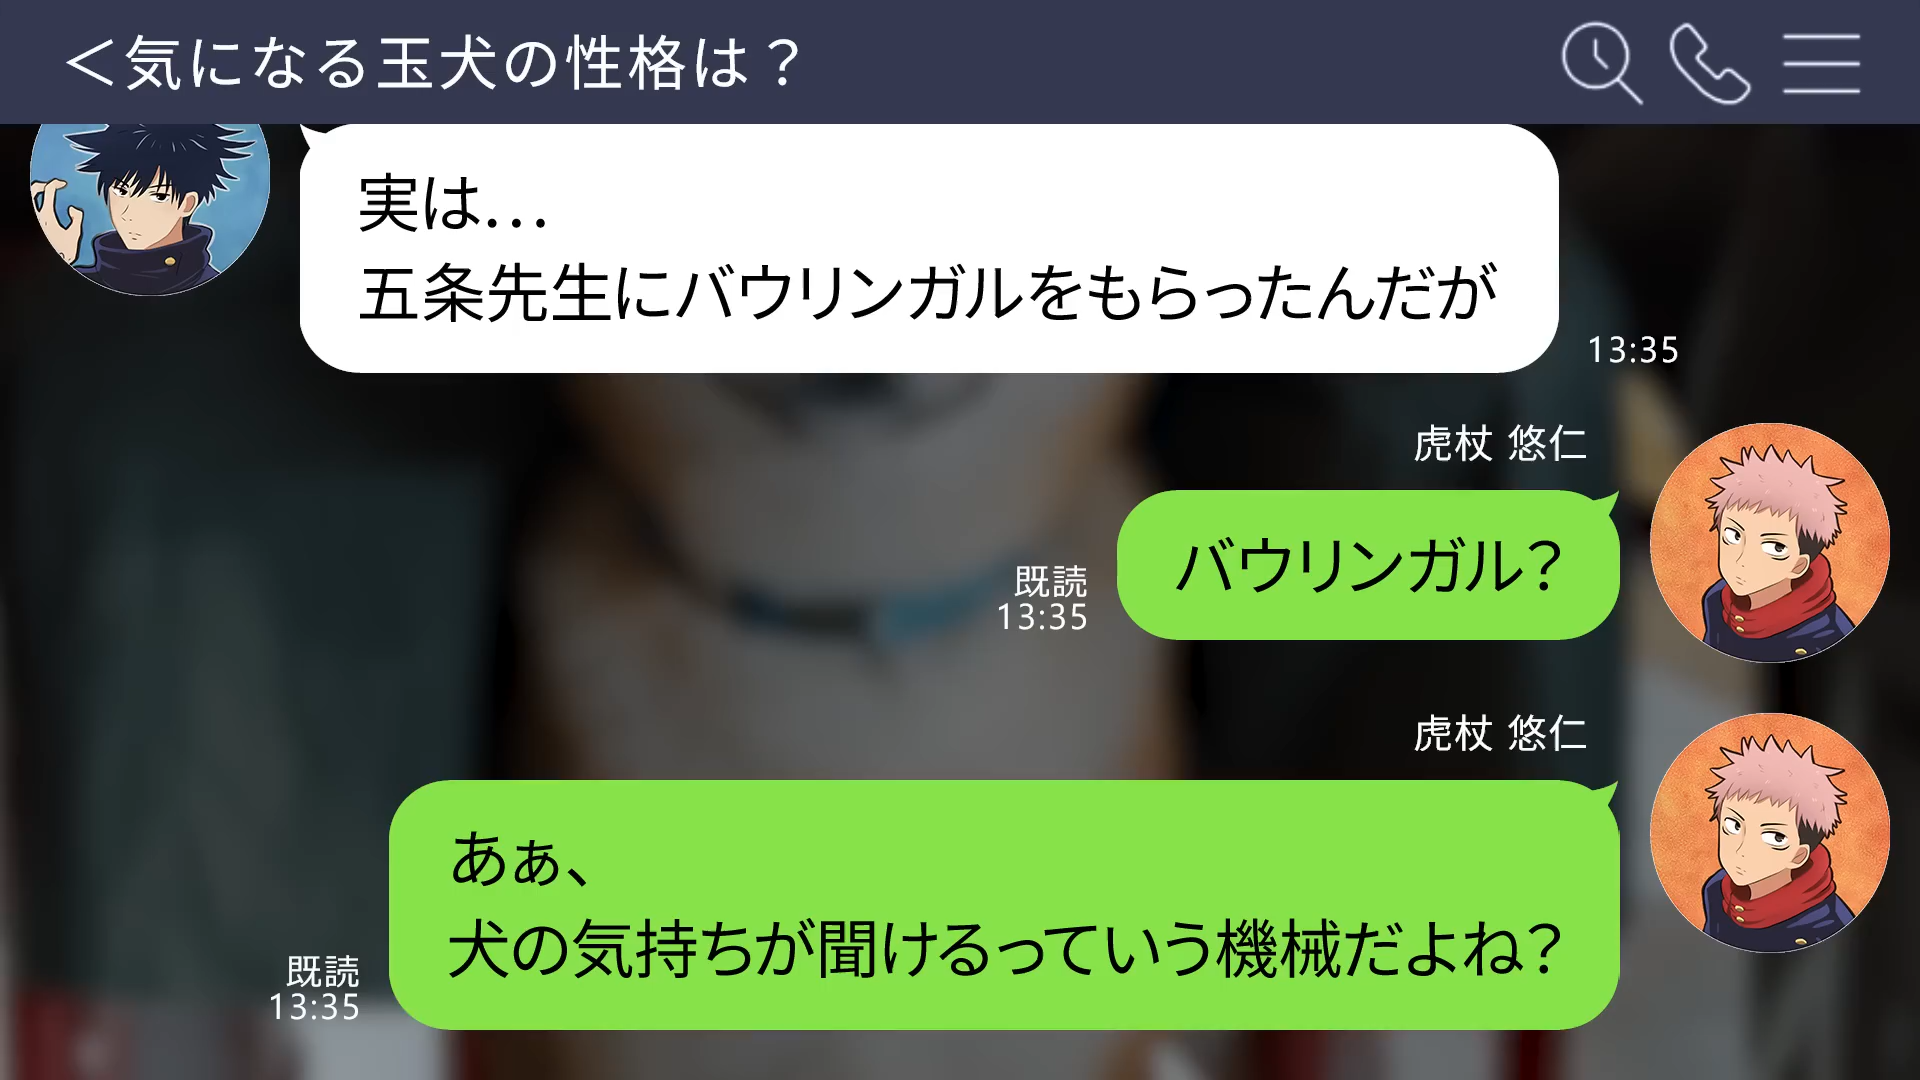 ＜気になる玉犬の性格は？
実は…
五条先生にバウリンガルをもらったんだが
13:35
虎杖 悠仁
バウリンガル？
既読
13:35
虎杖 悠仁
あぁ、
犬の気持ちが聞けるっていう機械だよね？
既読
13:35